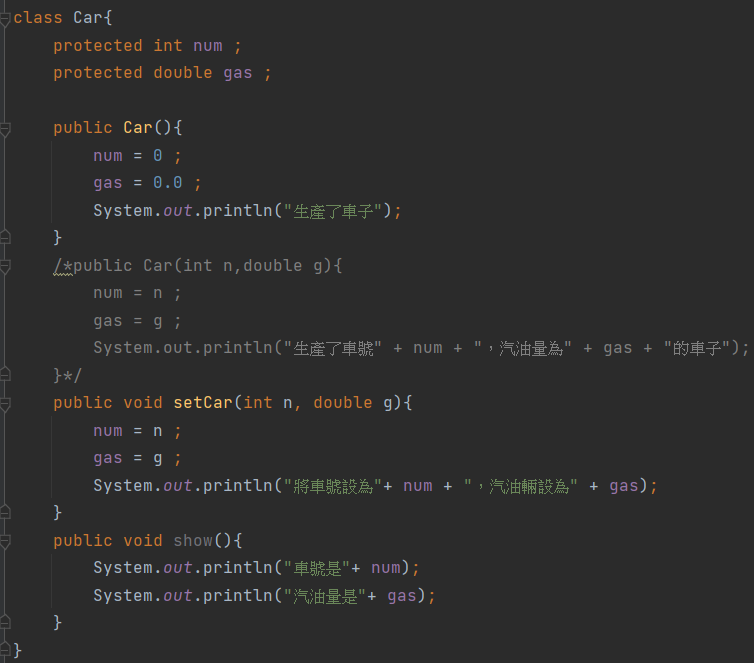 class Car{
protected int num ;
protected double gas ;
public Car(){
num = 0 ;
gas = 0.0 ;
System.out.println("生產了車子");
}
/*public Car(int n,double g){
num = n ;
gas = g ;
System.out.println("生產了車號" + num + "，汽油量為" + gas + "的車子");
}*/
public void setCar(int n, double g){
num = n ;
gas = g ;
System.out.println("將車號設為"+ num + "，汽油輛設為" + gas);
}
public void show(){
System.out.println("車號是"+ num);
System.out.println("汽油量是"+ gas);
}
}